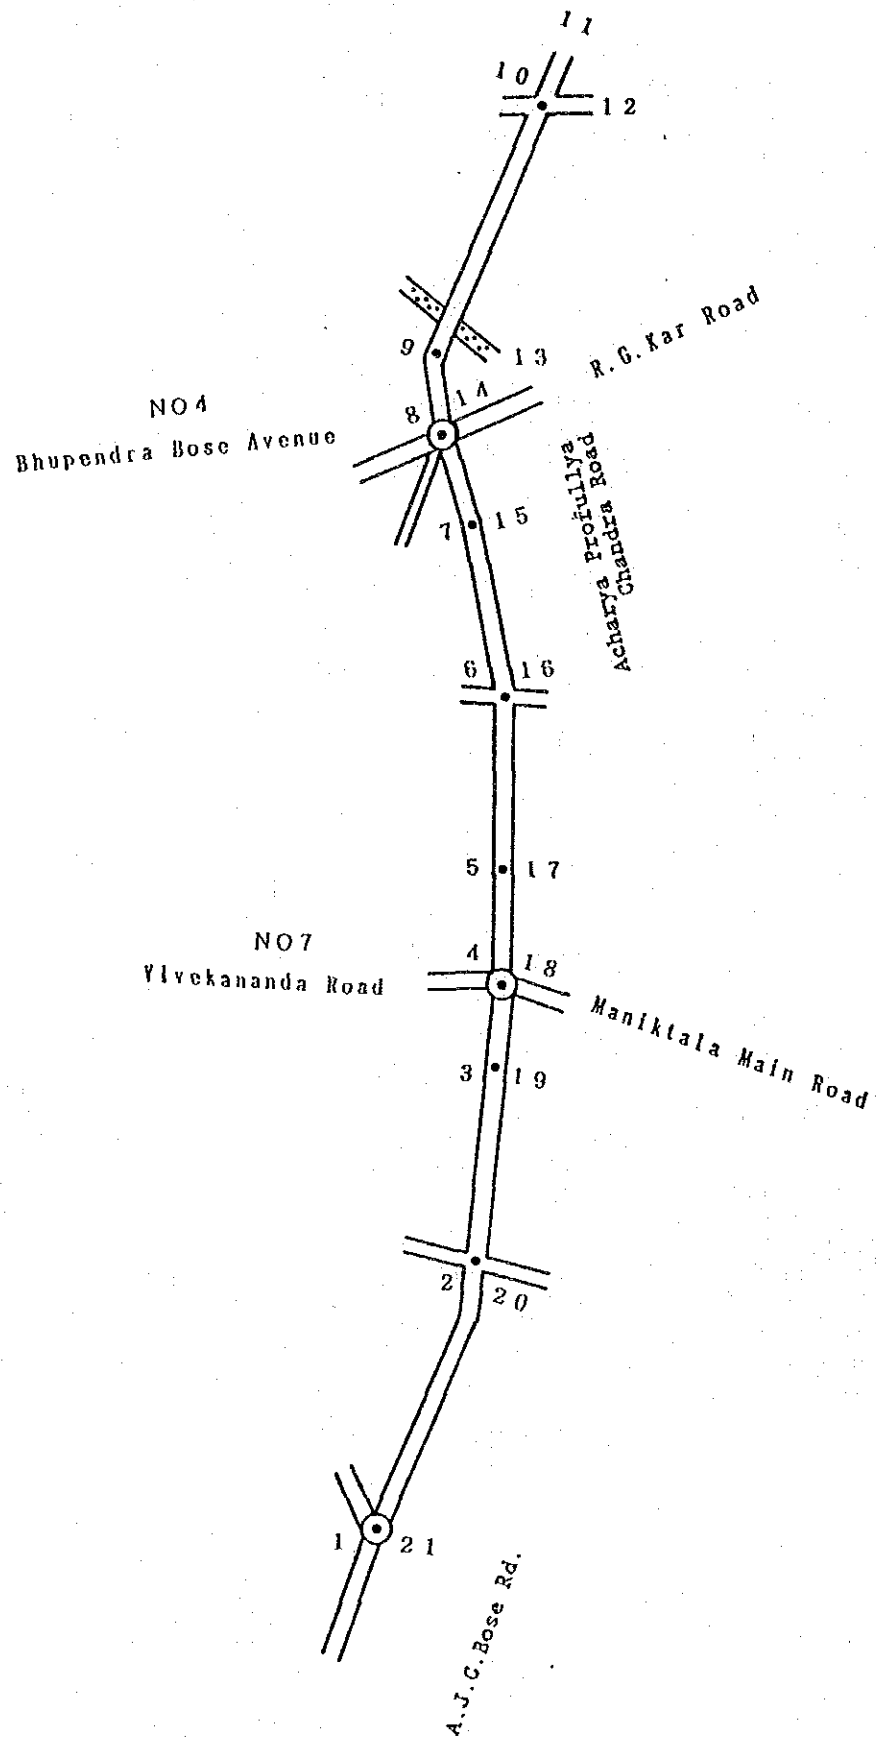 11
10
12
13
R.G.Kar Road
9
14
8
NO4
Bhupendra Bose Avenue
Acharya Profullya
Chandra Road
7
15
6
16
5
17
NO7
4
18
Vivekananda Road
Maniktala Main Road
3
19
2
20
1
21
A.J.C.Bose Rd.